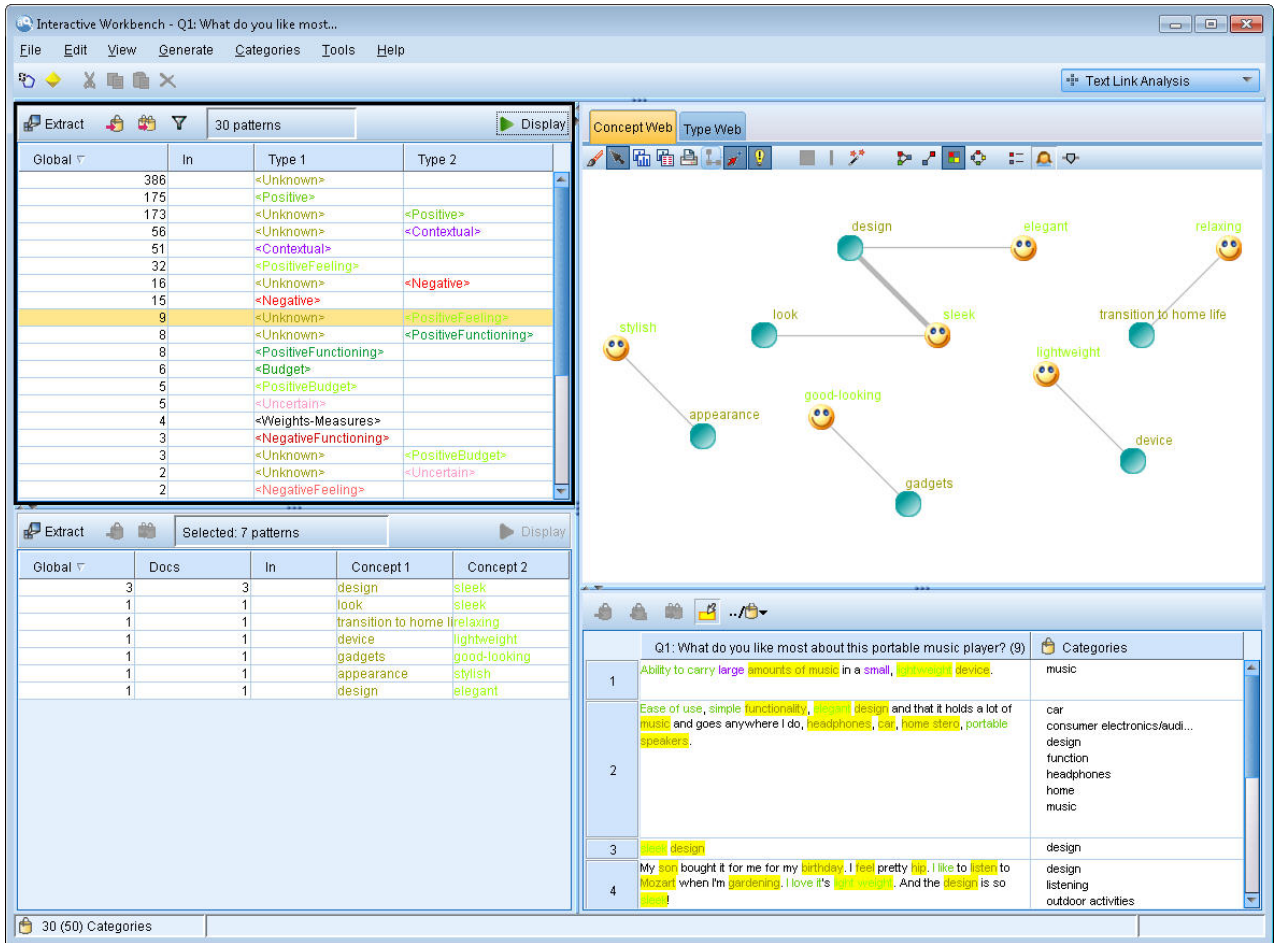 Interactive Workbench - Q1: What do you like most...
File Edit View Generate Categories Tools Help
Text Link Analysis
Extract 30 patterns Display
Global In Type 1 Type 2
386 <Unknown>
175 <Positive>
173 <Unknown> <Positive>
56 <Unknown> <Contextual>
51 <Contextual>
32 <PositiveFeeling>
16 <Unknown> <Negative>
15 <Negative>
9 <Unknown> <PositiveFeeling>
8 <Unknown> <PositiveFunctioning>
8 <PositiveFunctioning>
6 <Budget>
5 <PositiveBudget>
5 <Uncertain>
4 <Weights-Measures>
3 <NegativeFunctioning>
3 <Unknown> <PositiveBudget>
2 <Unknown> <Uncertain>
2 <NegativeFeeling>
Extract Selected: 7 patterns Display
Global Docs In Concept 1 Concept 2
3 3 design sleek
1 1 look sleek
1 1 transition to home li relaxing
1 1 device lightweight
1 1 gadgets good-looking
1 1 appearance stylish
1 1 design elegant
Concept Web Type Web
design elegant relaxing
look sleek transition to home life
stylish
lightweight
good-looking
appearance
device
gadgets
../
Q1: What do you like most about this portable music player? (9) Categories
1
Ability to carry large amounts of music in a small, lightweight device.
music
2
Ease of use, simple functionality, elegant design and that it holds a lot of
music and goes anywhere I do, headphones, car, home stero, portable
speakers.
car
consumer electronics/audi...
design
function
headphones
home
music
3 sleek design design
4
My son bought it for me for my birthday. I feel pretty hip. I like to listen to
Mozart when I'm gardening. I love it's light weight. And the design is so
sleek!
design
listening
outdoor activities
30 (50) Categories